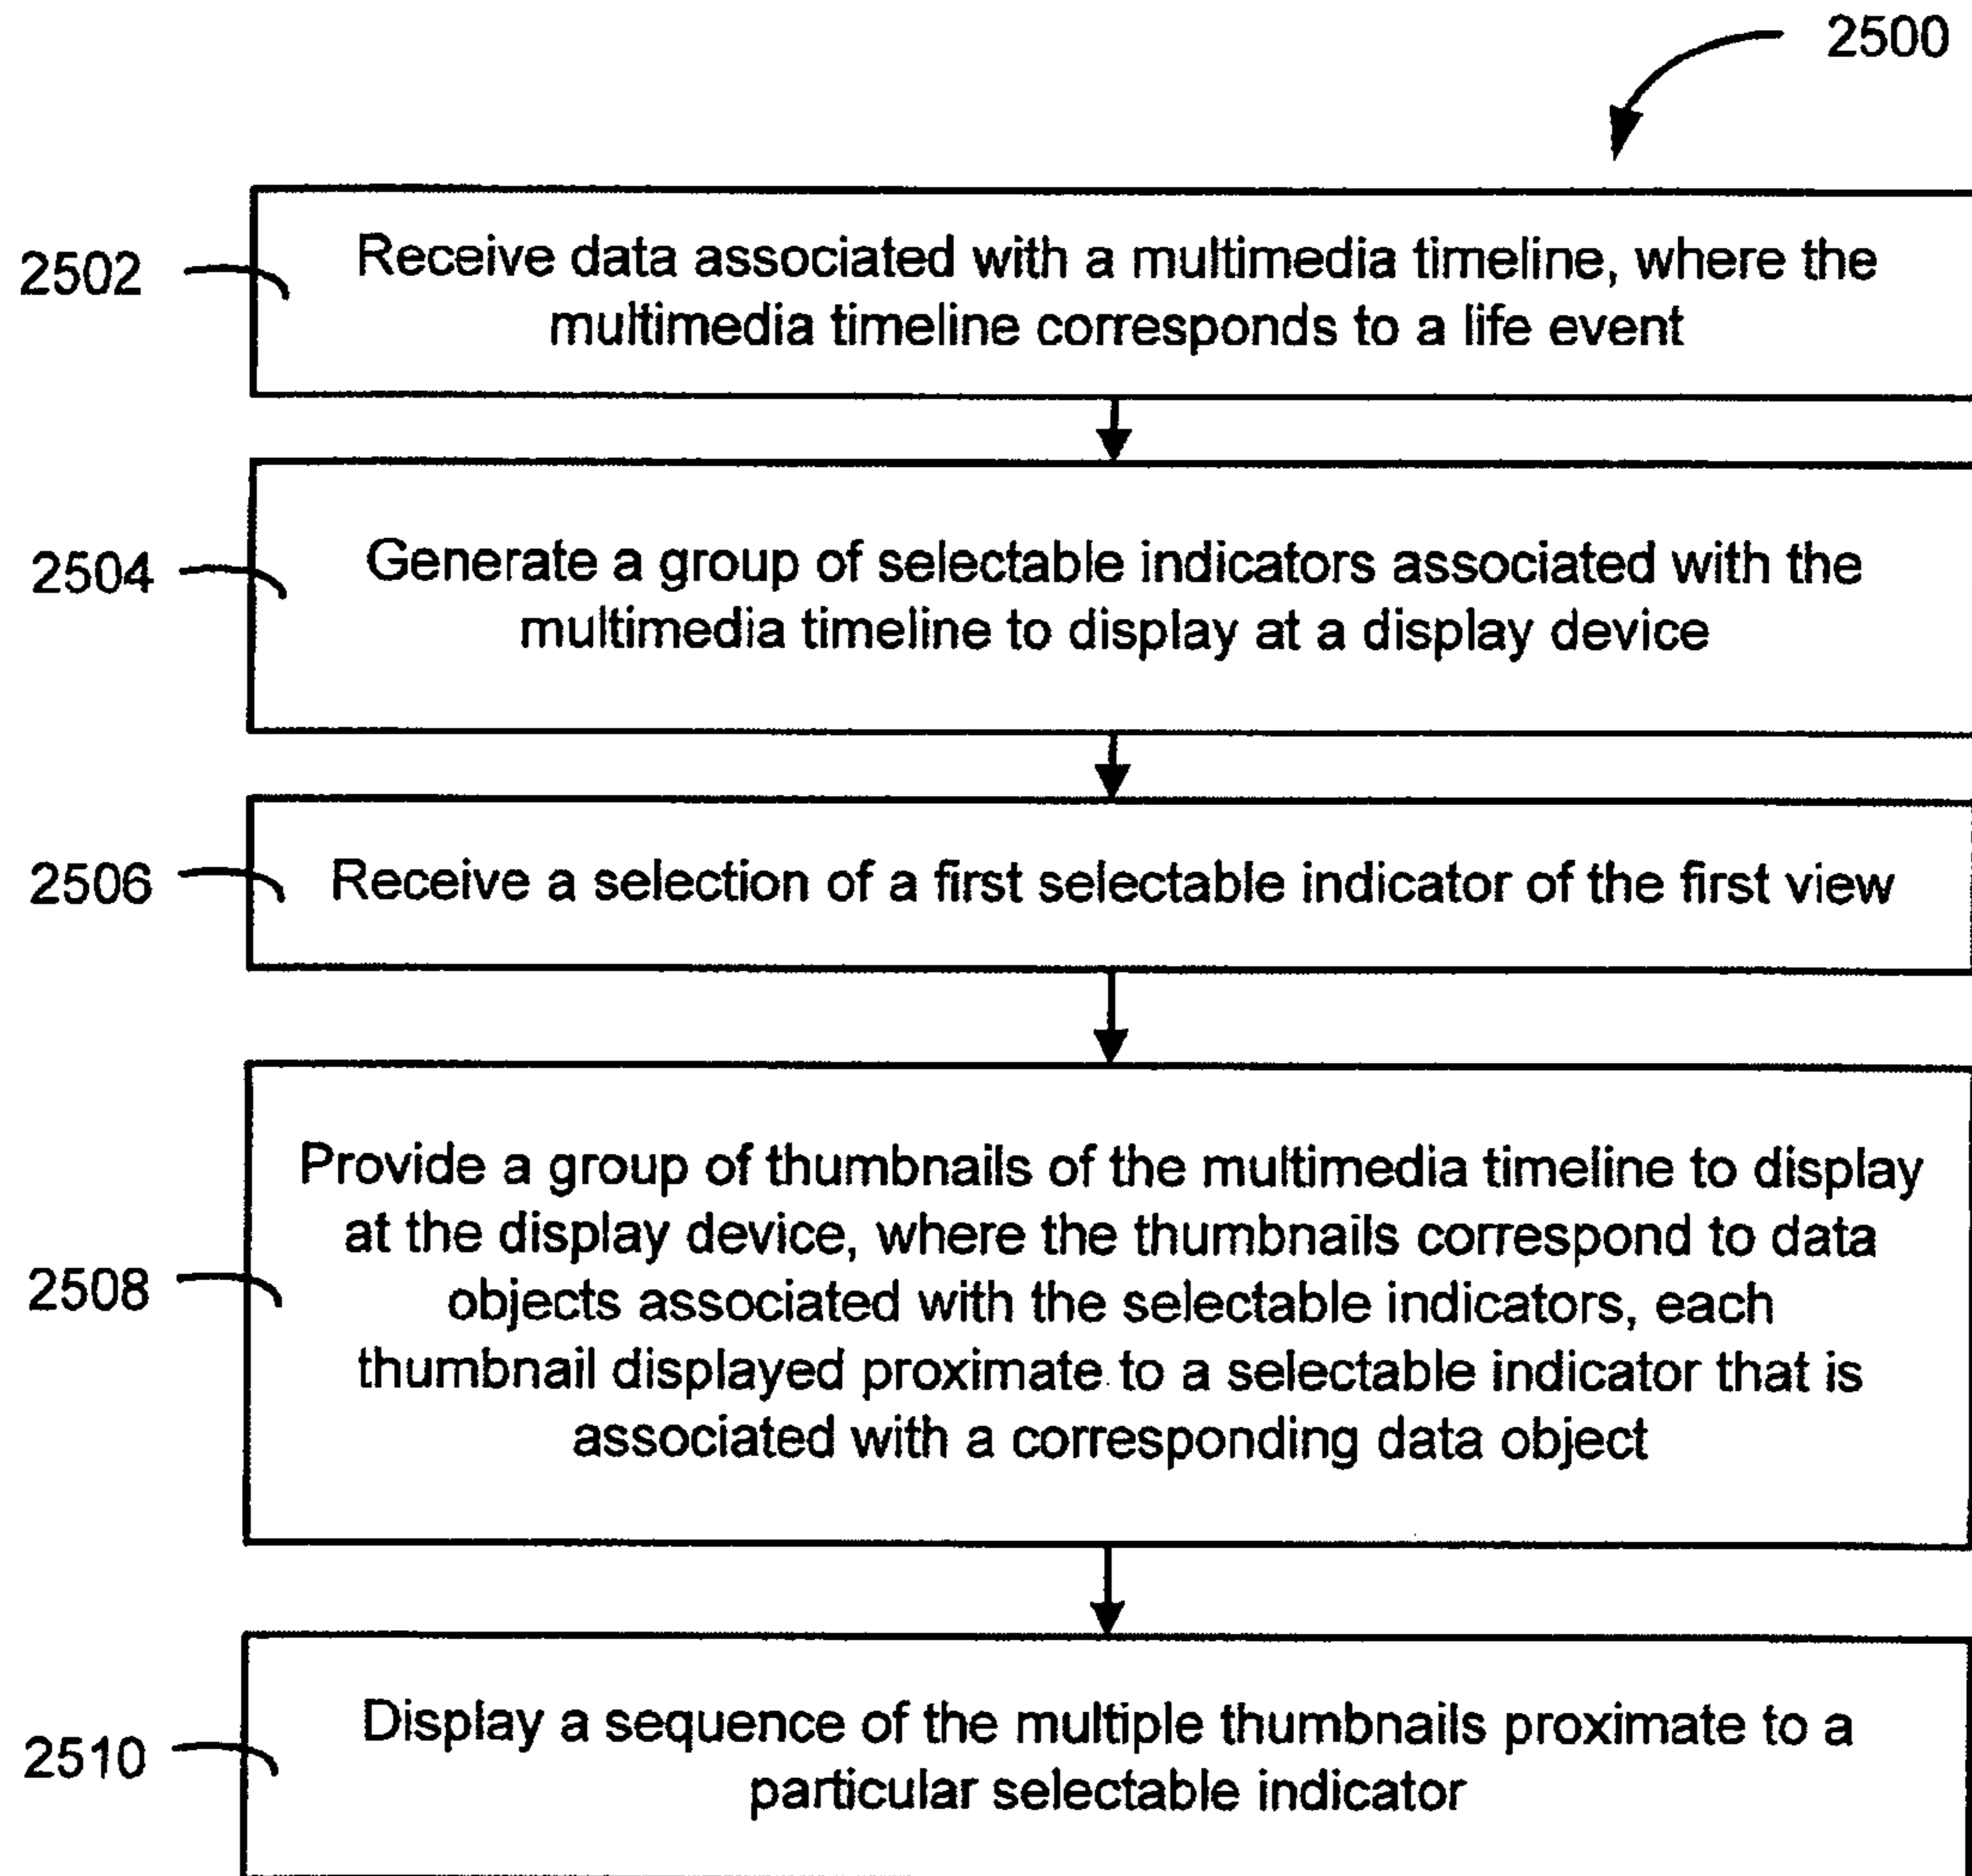 2500
2502
Receive data associated with a multimedia timeline, where the
multimedia timeline corresponds to a life event
2504
Generate a group of selectable indicators associated with the
multimedia timeline to display at a display device
2506
Receive a selection of a first selectable indicator of the first view
2508
Provide a group of thumbnails of the multimedia timeline to display
at the display device, where the thumbnails correspond to data
objects associated with the selectable indicators, each
thumbnail displayed proximate to a selectable indicator that is
associated with a corresponding data object
2510
Display a sequence of the multiple thumbnails proximate to a
particular selectable indicator